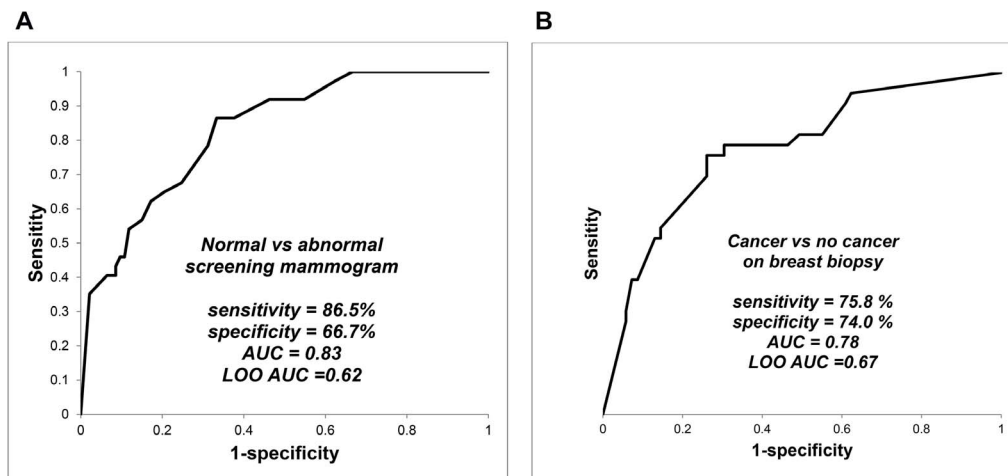 A
1
0.9
0.8
0.7
0.6
0.5
0.4
0.3
0.2
0.1
0
Sensitity
Normal vs abnormal
screening mammogram
sensitivity = 86.5%
specificity = 66.7%
AUC = 0.83
LOO AUC =0.62
0 0.2 0.4 0.6 0.8 1
1-specificity
B
Sensitity
Cancer vs no cancer
on breast biopsy
sensitivity = 75.8 %
specificity = 74.0 %
AUC = 0.78
LOO AUC =0.67
0 0.2 0.4 0.6 0.8 1
1-specificity